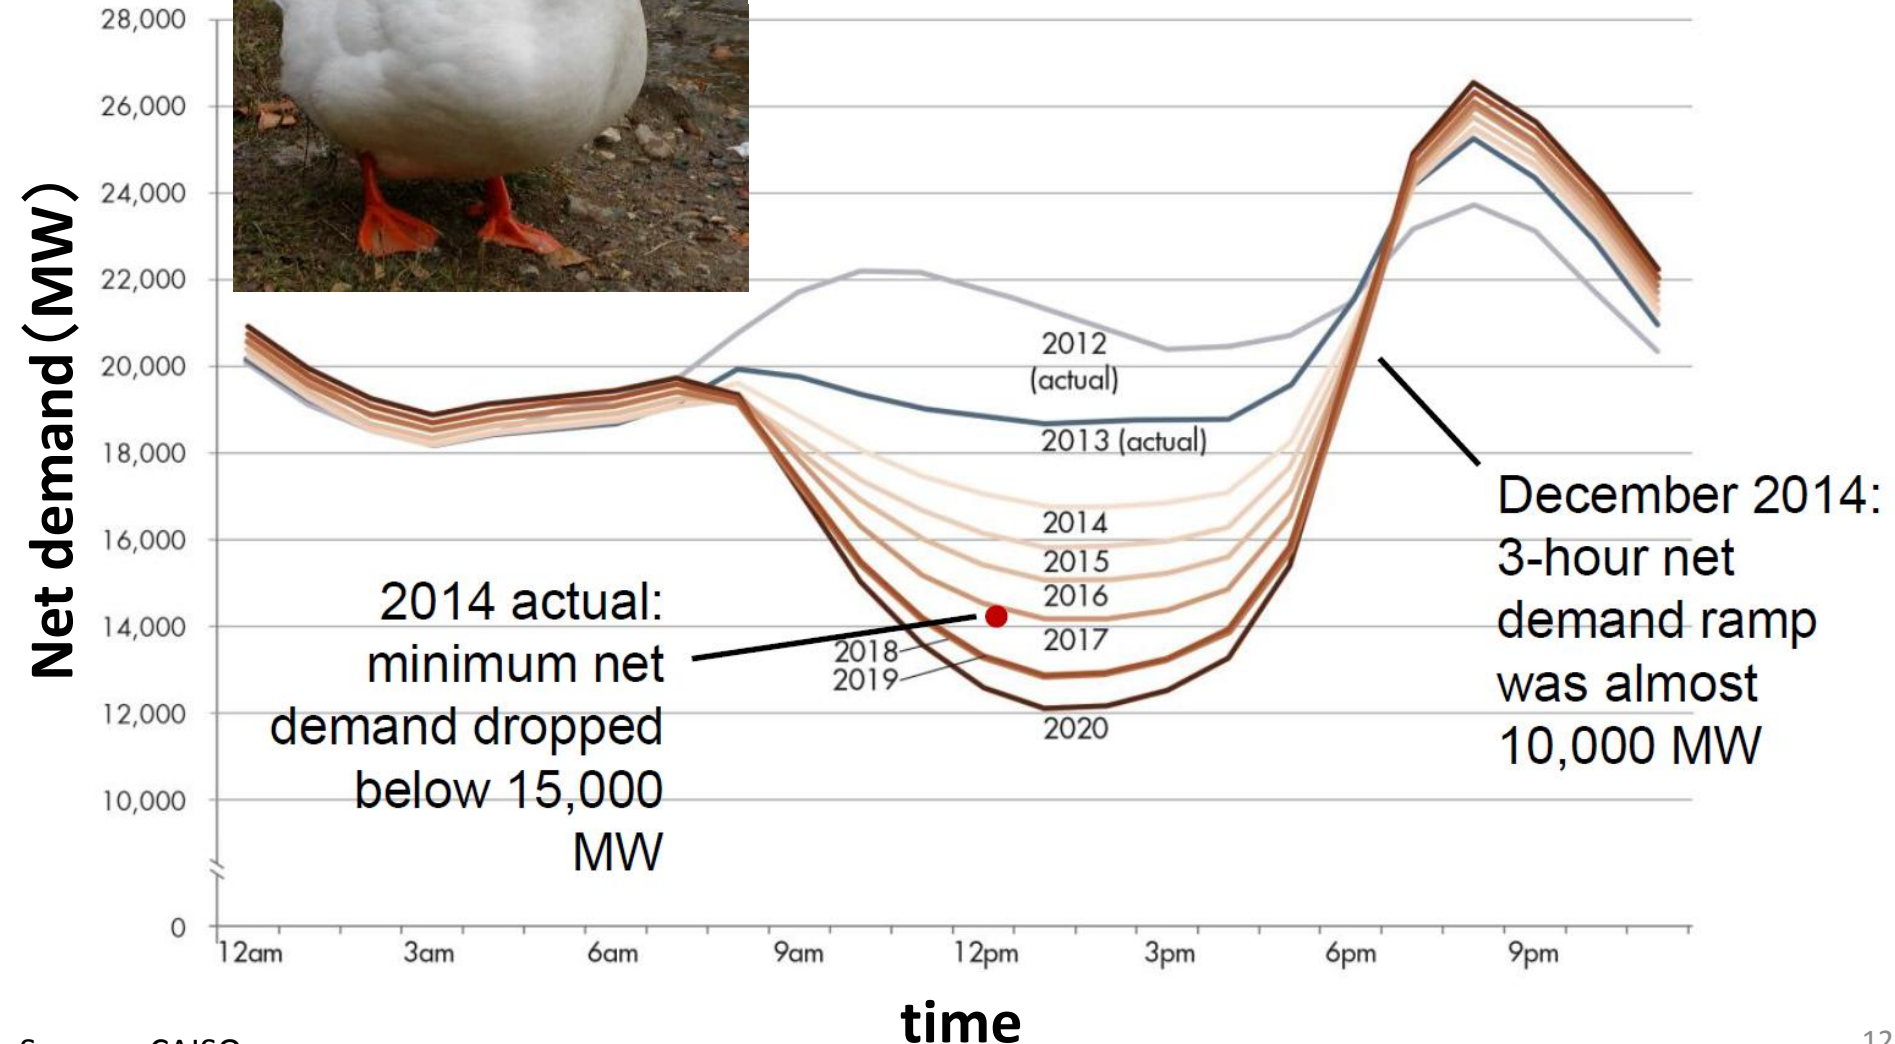 28,000
26,000
24,000
22,000
20,000
18,000
16,000
14,000
12,000
10,000
0
Net demand (MW)
2012
(actual)
2013 (actual)
2014
2015
2016
2017
2018
2019
2020
2014 actual:
minimum net
demand dropped
below 15,000
MW
December 2014:
3-hour net
demand ramp
was almost
10,000 MW
12am 3am 6am 9am 12pm 3pm 6pm 9pm
time
12